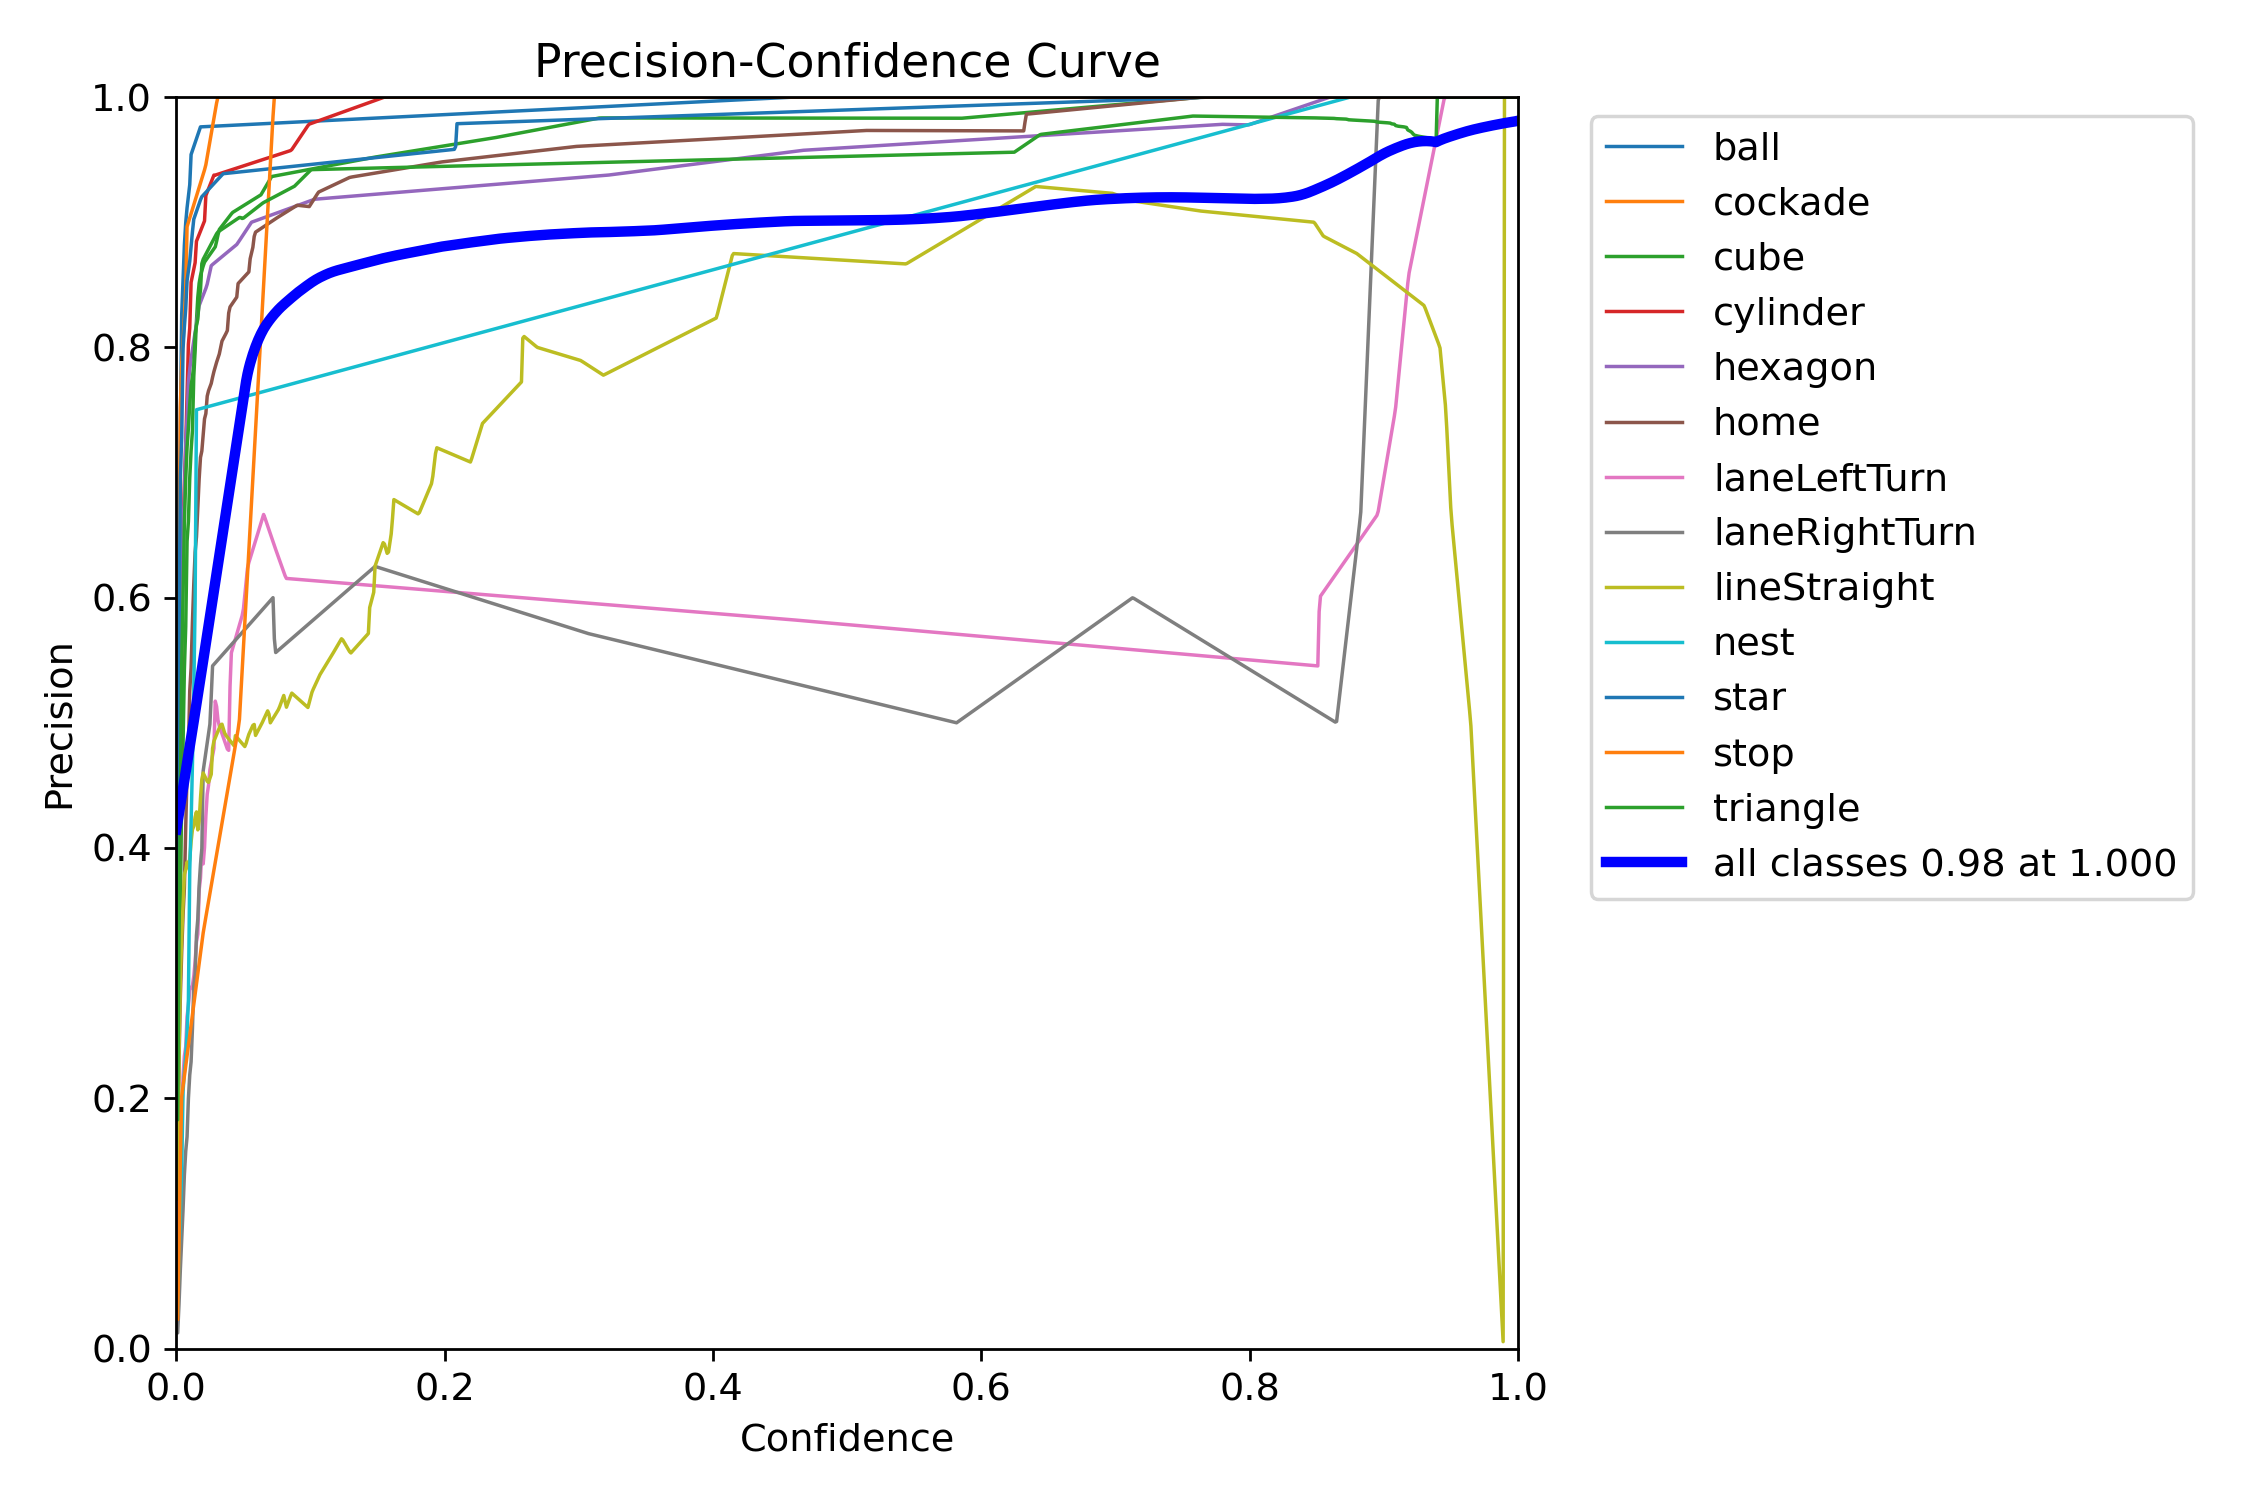 Precision-Confidence Curve
1.0
0.8
0.6
0.4
0.2
0.0
Precision
0.0 0.2 0.4 0.6 0.8 1.0
Confidence
ball
cockade
cube
cylinder
hexagon
home
laneLeftTurn
laneRightTurn
lineStraight
nest
star
stop
triangle
all classes 0.98 at 1.000